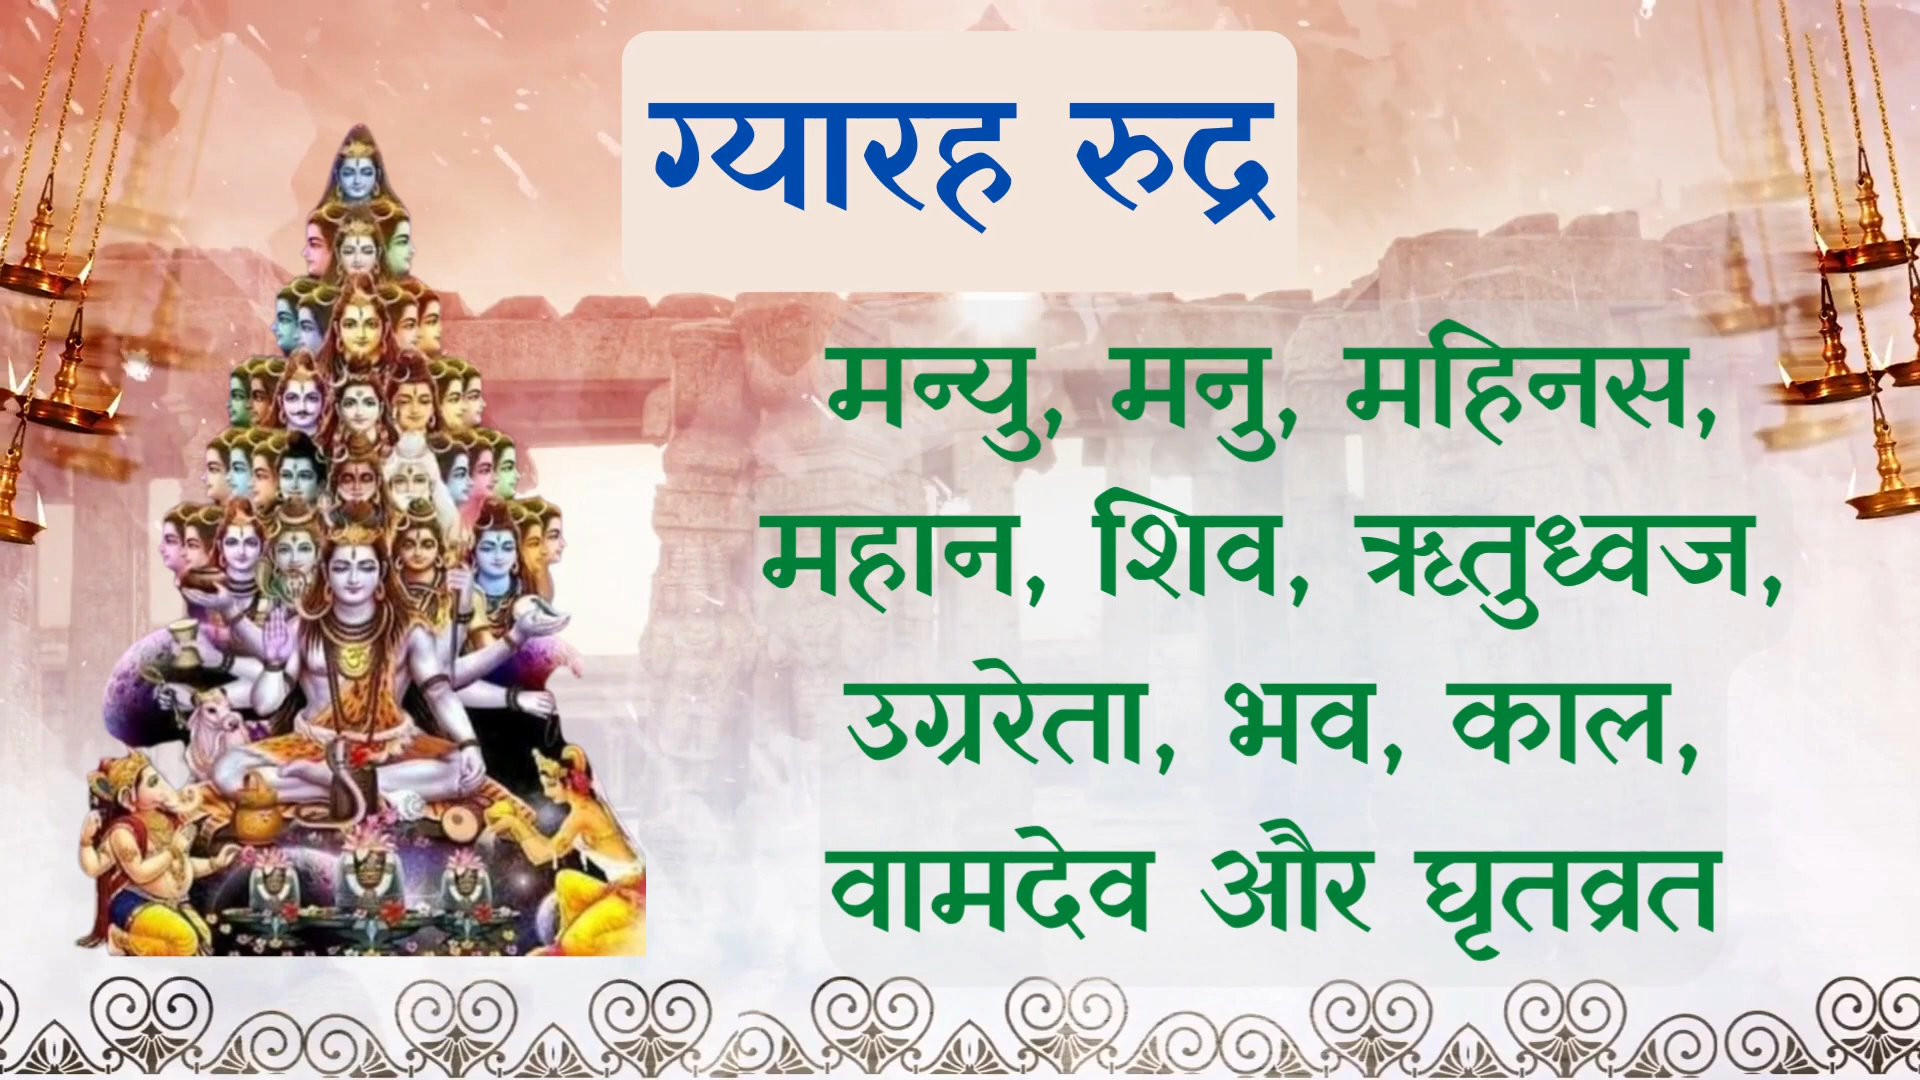 ग्यारह रुद्र
मन्यु, मनु, महिनस,
महान, शिव, ऋतुध्वज,
उग्ररेता, भव, काल,
वामदेव और घृतव्रत